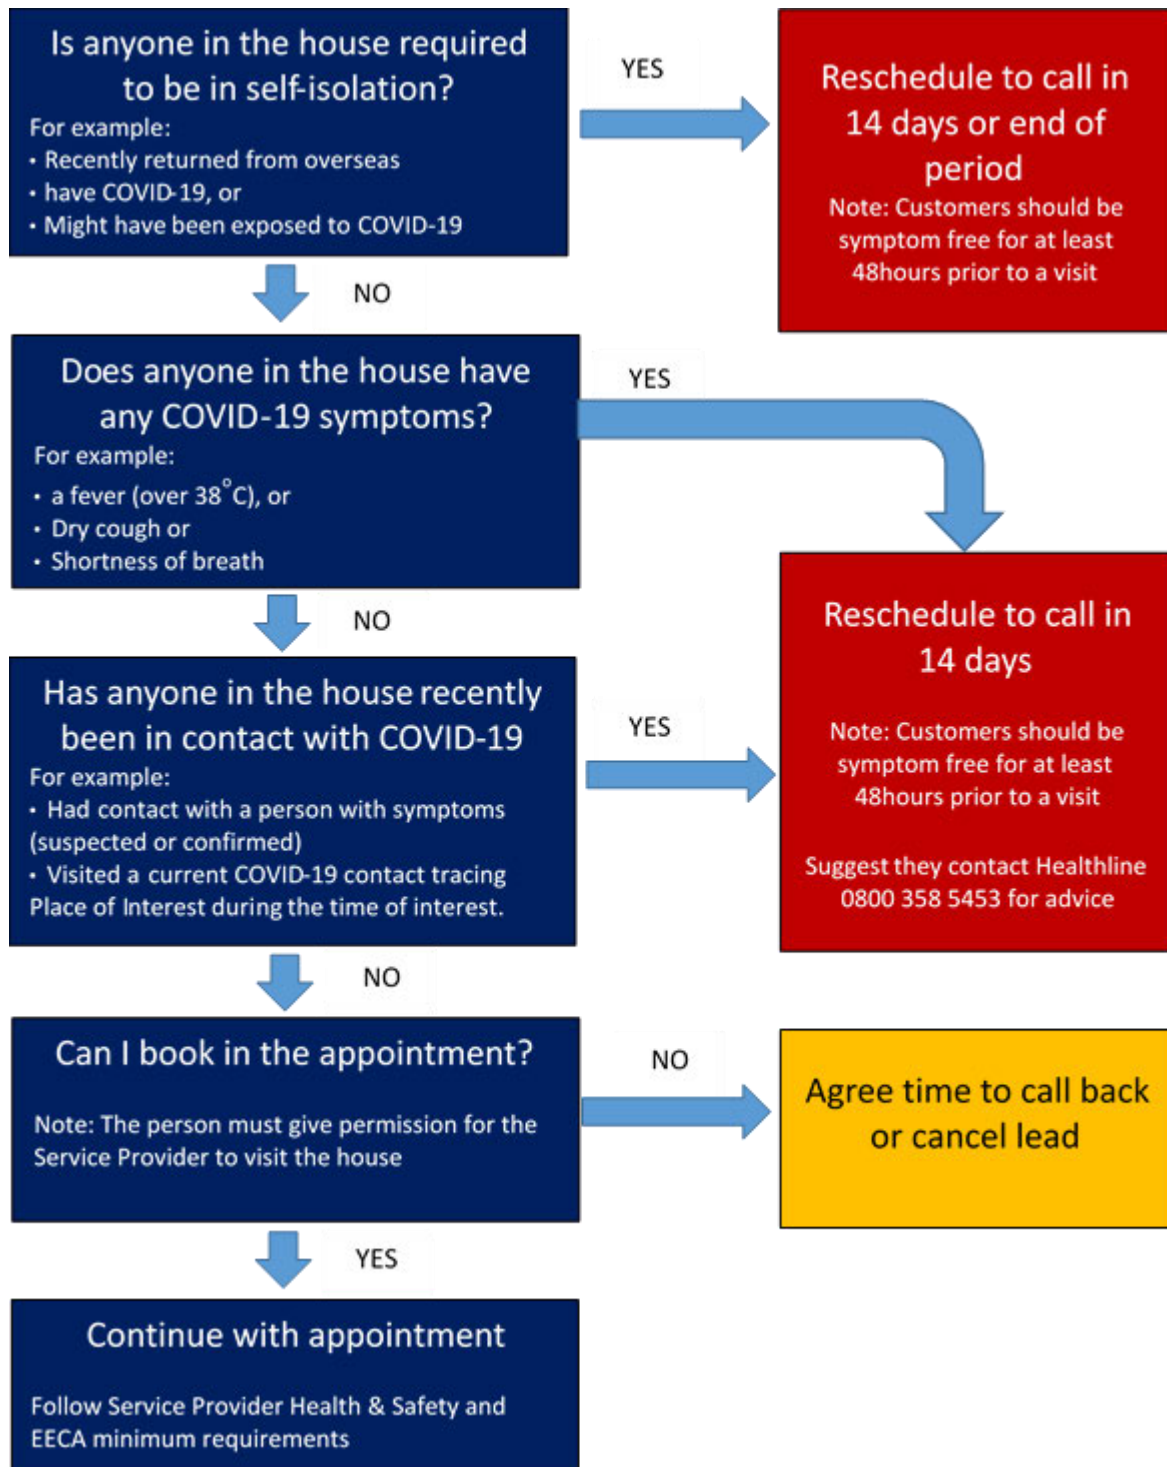 Is anyone in the house required
to be in self-isolation?
For example:
• Recently returned from overseas
• have COVID-19, or
• Might have been exposed to COVID-19
YES
Reschedule to call in
14 days or end of
period
Note: Customers should be
symptom free for at least
48hours prior to a visit
NO
Does anyone in the house have
any COVID-19 symptoms?
For example:
• a fever (over 38°C), or
• Dry cough or
• Shortness of breath
YES
NO
Has anyone in the house recently
been in contact with COVID-19
For example:
• Had contact with a person with symptoms
(suspected or confirmed)
• Visited a current COVID-19 contact tracing
Place of Interest during the time of interest.
YES
Reschedule to call in
14 days
Note: Customers should be
symptom free for at least
48hours prior to a visit
Suggest they contact Healthline
0800 358 5453 for advice
NO
Can I book in the appointment?
Note: The person must give permission for the
Service Provider to visit the house
NO
Agree time to call back
or cancel lead
YES
Continue with appointment
Follow Service Provider Health & Safety and
EECA minimum requirements